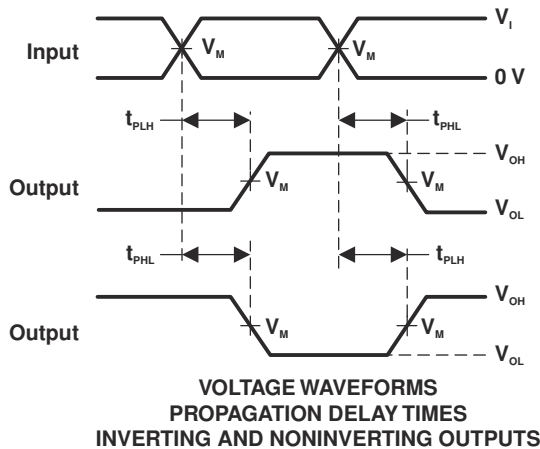 V_I
Input
V_M
V_M
0 V
t_PLH
t_PHL
V_OH
Output
V_M
V_M
V_OL
t_PHL
t_PLH
V_OH
Output
V_M
V_M
V_OL
VOLTAGE WAVEFORMS
PROPAGATION DELAY TIMES
INVERTING AND NONINVERTING OUTPUTS